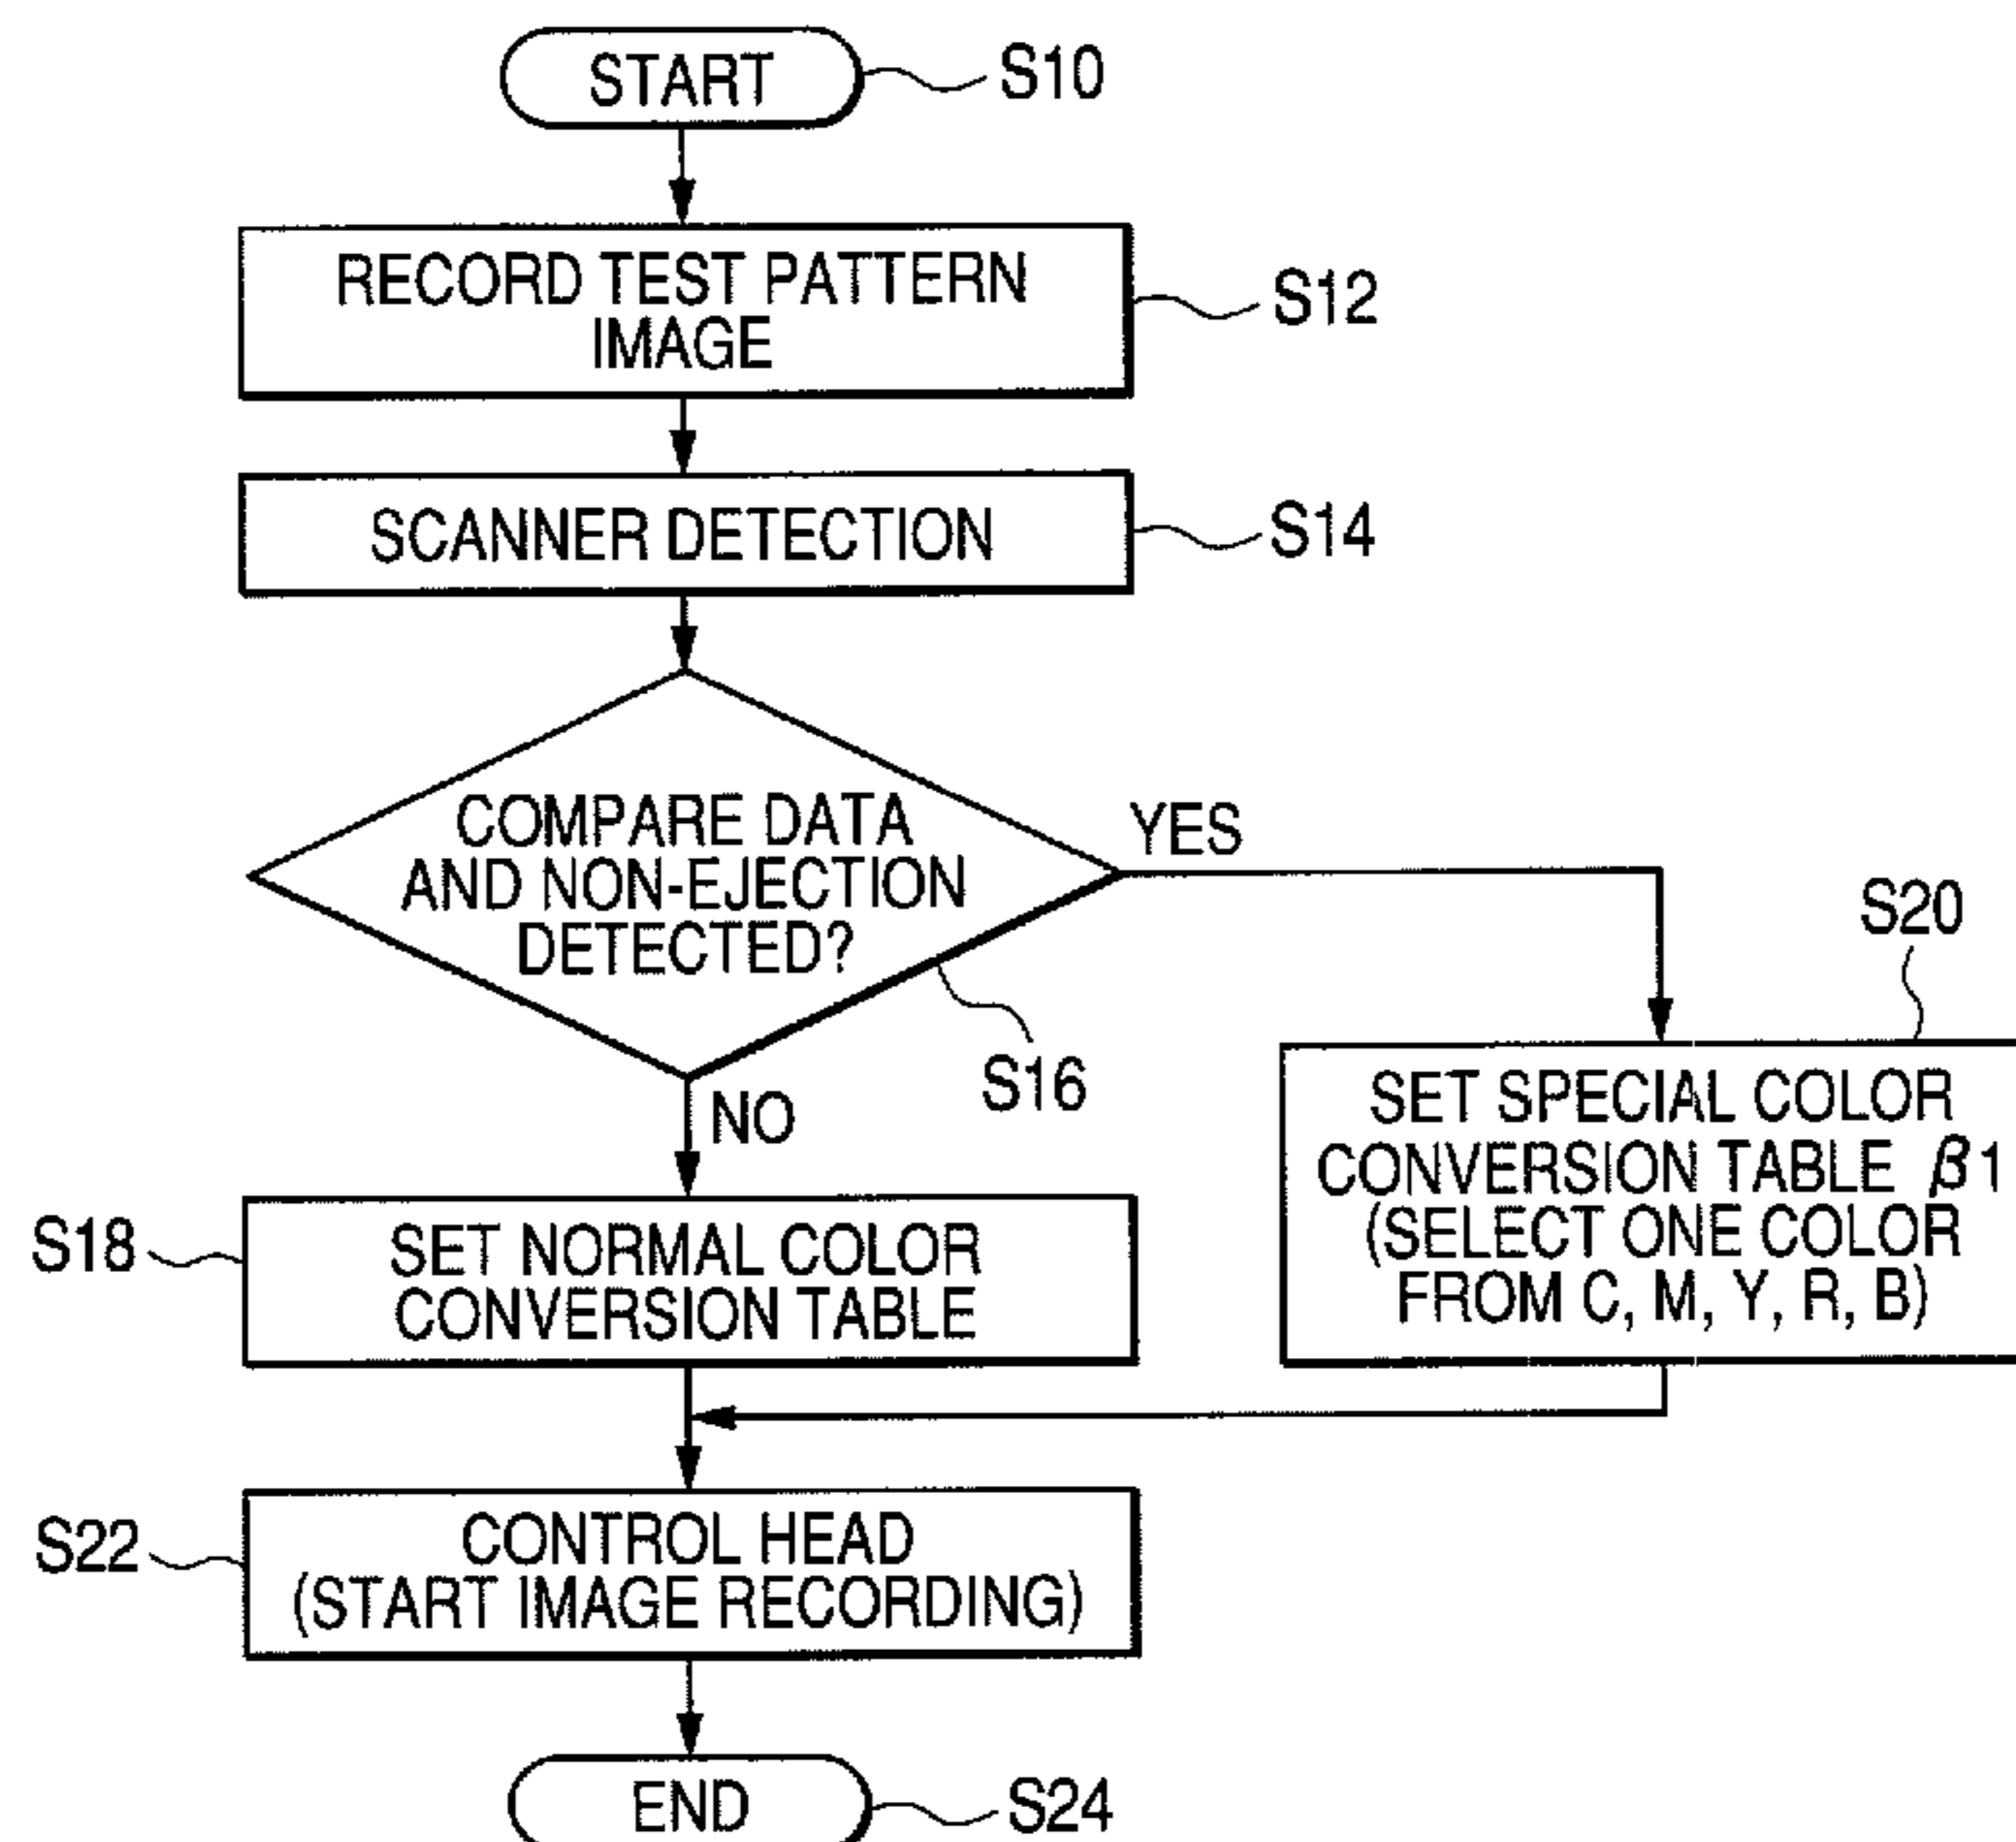 START
S10
RECORD TEST PATTERN
IMAGE
S12
SCANNER DETECTION
S14
COMPARE DATA
AND NON-EJECTION
DETECTED?
YES
S16
NO
S20
SET SPECIAL COLOR
CONVERSION TABLE β1
(SELECT ONE COLOR
FROM C, M, Y, R, B)
S18
SET NORMAL COLOR
CONVERSION TABLE
S22
CONTROL HEAD
(START IMAGE RECORDING)
END
S24